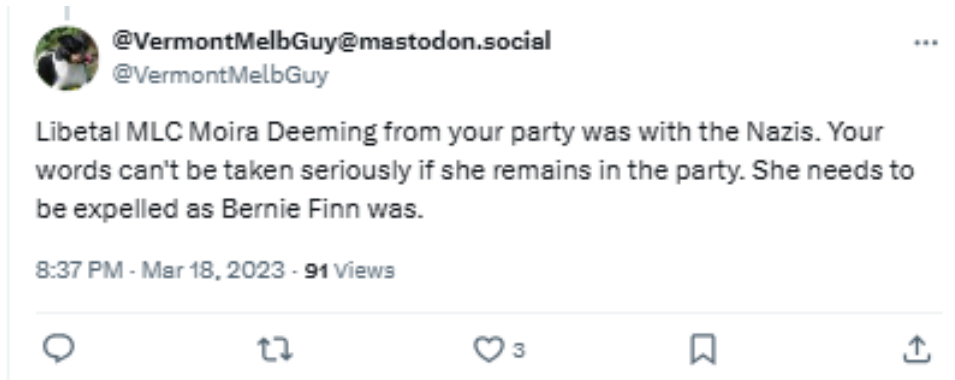 @VermontMelbGuy@mastodon.social
@VermontMelbGuy
Libetal MLC Moira Deeming from your party was with the Nazis. Your
words can't be taken seriously if she remains in the party. She needs to
be expelled as Bernie Finn was.
8:37 PM · Mar 18, 2023 · 91 Views
3